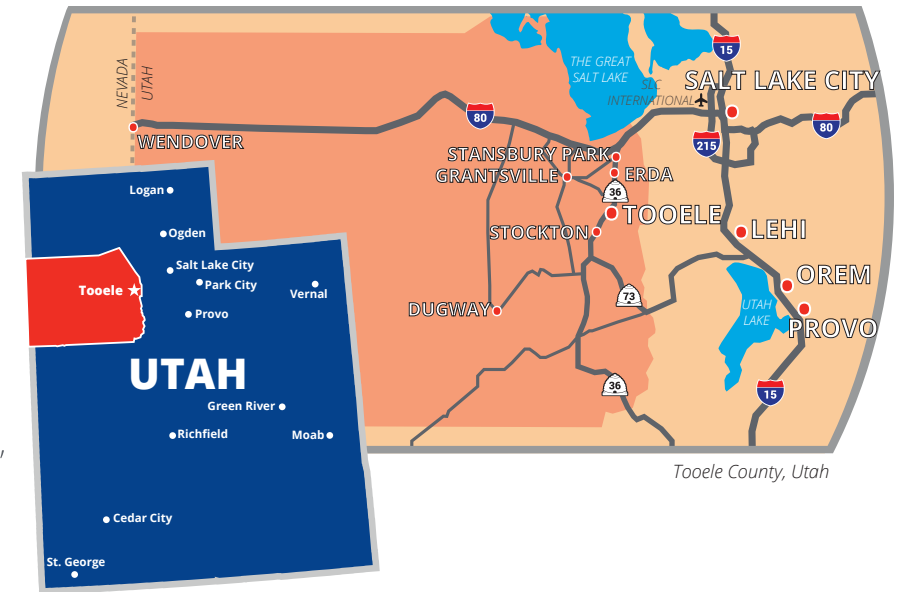 NEVADA
UTAH
THE GREAT
SALT LAKE
SLC
INTERNATIONAL
15
SALT LAKE CITY
80
80
215
WENDOVER
STANSBURY PARK
GRANTSVILLE
ERDA
36
TOOELE
STOCKTON
LEHI
OREM
UTAH
LAKE
PROVO
DUGWAY
73
36
15
Tooele County, Utah
Logan
Ogden
Salt Lake City
Park City
Tooele
Vernal
Provo
UTAH
Green River
Richfield
Moab
Cedar City
St. George